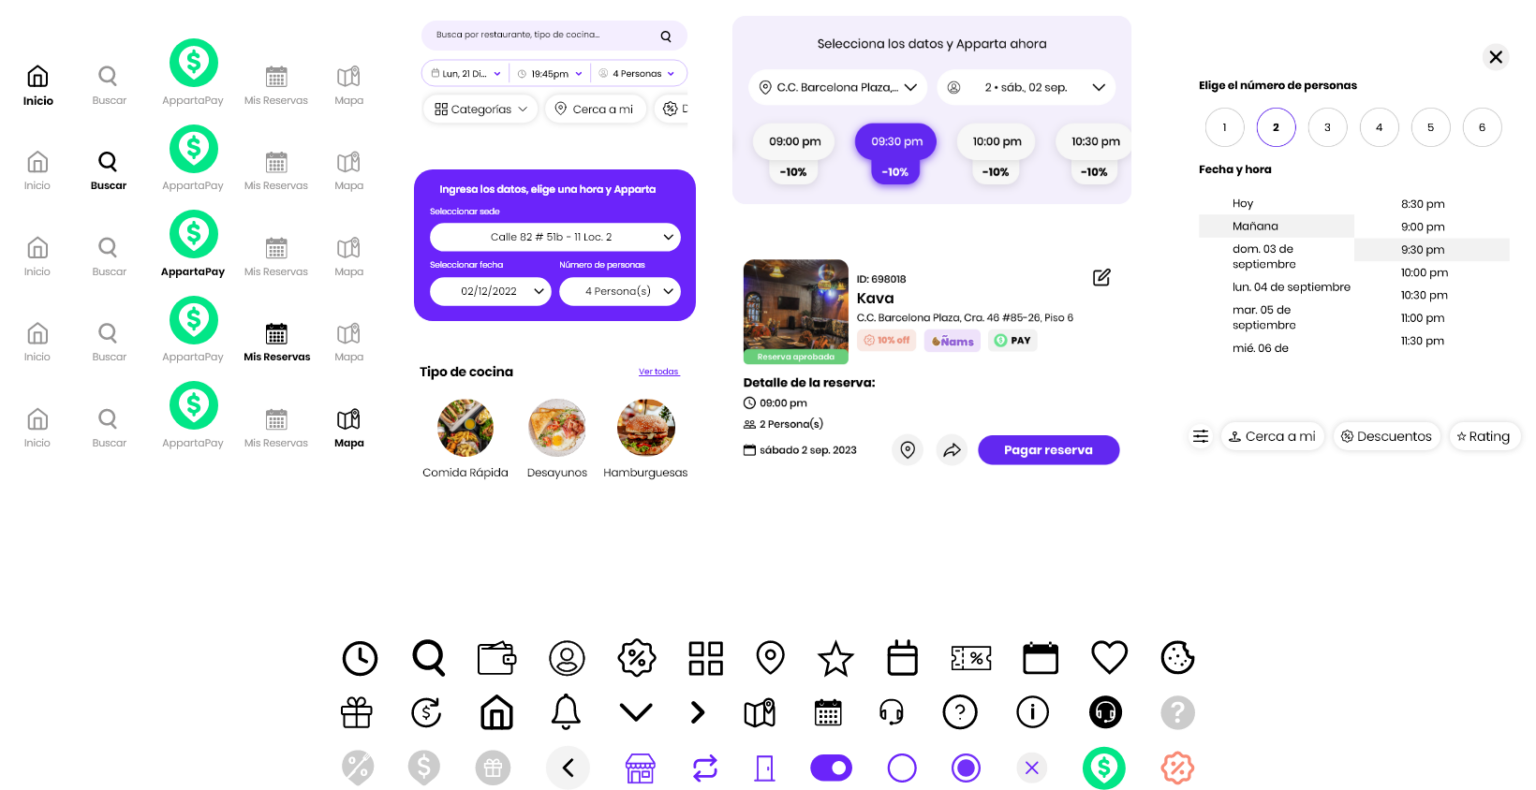 Inicio
Buscar
AppartaPay
Mis Reservas
Mapa
Inicio
Buscar
AppartaPay
Mis Reservas
Mapa
Inicio
Buscar
AppartaPay
Mis Reservas
Mapa
Inicio
Buscar
AppartaPay
Mis Reservas
Mapa
Inicio
Buscar
AppartaPay
Mis Reservas
Mapa
Busca por restaurante, tipo de cocina...
Lun, 21 Di...
19:45pm
4 Personas
Categorías
Cerca a mi
D
Ingresa los datos, elige una hora y Apparta
Seleccionar sede
Calle 82 # 51b - 11 Loc. 2
Seleccionar fecha
Número de personas
02/12/2022
4 Persona(s)
Tipo de cocina
Ver todas
Comida Rápida
Desayunos
Hamburguesas
Selecciona los datos y Apparta ahora
C.C. Barcelona Plaza,...
2 • sáb., 02 sep.
09:00 pm
09:30 pm
10:00 pm
10:30 pm
-10%
-10%
-10%
-10%
ID: 698018
Kava
C.C. Barcelona Plaza, Cra. 46 #85-26, Piso 6
10% off
Ñams
PAY
Reserva aprobada
Detalle de la reserva:
09:00 pm
2 Persona(s)
sábado 2 sep. 2023
Pagar reserva
Elige el número de personas
1
2
3
4
5
6
Fecha y hora
Hoy
Mañana
dom. 03 de
septiembre
lun. 04 de septiembre
mar. 05 de
septiembre
mié. 06 de
8:30 pm
9:00 pm
9:30 pm
10:00 pm
10:30 pm
11:00 pm
11:30 pm
Cerca a mi
Descuentos
Rating